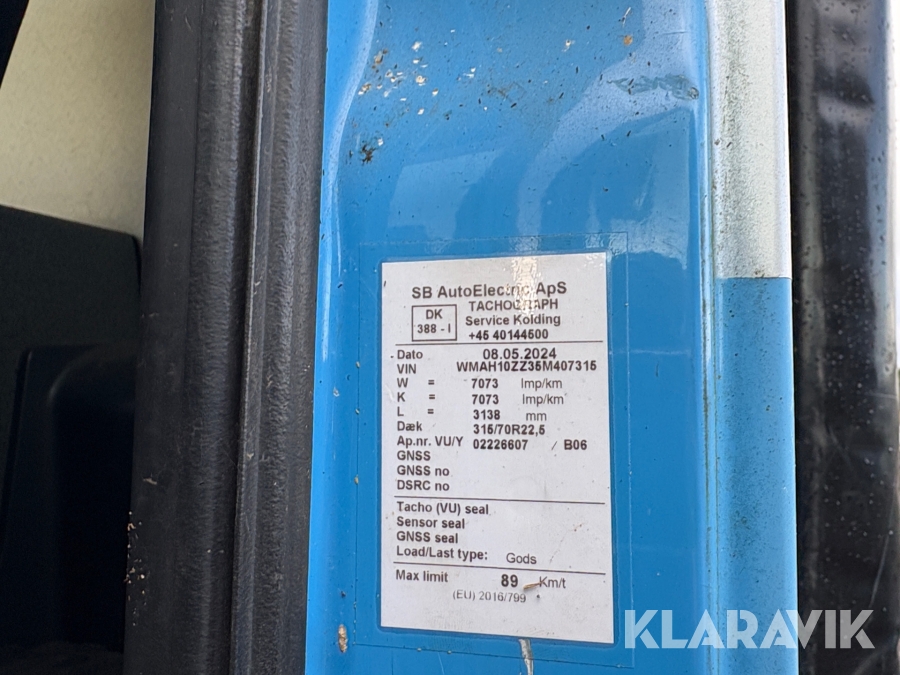 SB AutoElectric ApS
TACHOGRAPH
DK
388 - I
Service Kolding
+45 40144500
Dato 08.05.2024
VIN WMAH10ZZ35M407315
W = 7073 Imp/km
K = 7073 Imp/km
L = 3138 mm
Dæk 315/70R22,5
Ap.nr. VU/Y 02226607 / B06
GNSS
GNSS no
DSRC no
Tacho (VU) seal
Sensor seal
GNSS seal
Load/Last type: Gods
Max limit 89 Km/t
(EU) 2016/799
KLARAVIK